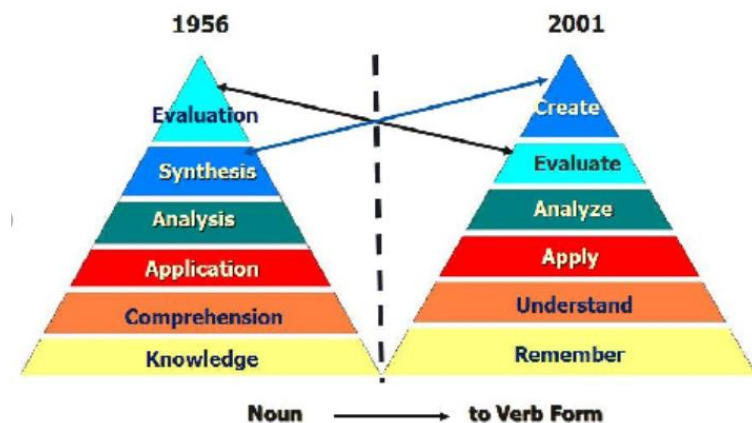 1956
2001
Evaluation
Synthesis
Analysis
Application
Comprehension
Knowledge
Create
Evaluate
Analyze
Apply
Understand
Remember
Noun to Verb Form